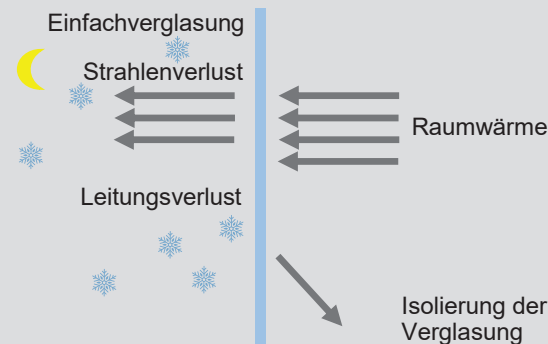 Einfachverglasung
Strahlenverlust
Raumwärme
Leitungsverlust
Isolierung der
Verglasung